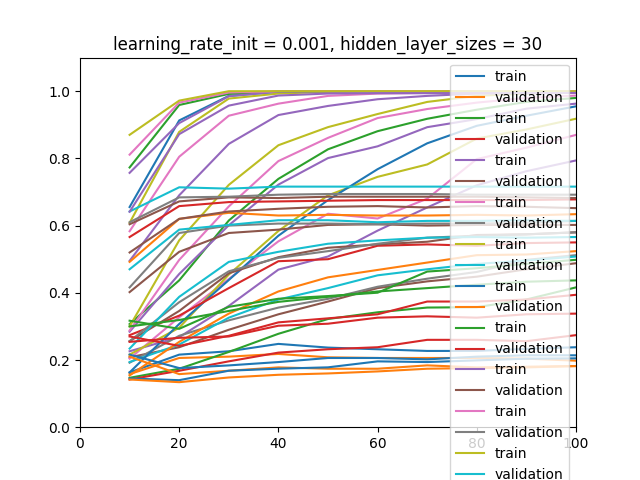 learning_rate_init = 0.001, hidden_layer_sizes = 30
1.0
0.8
0.6
0.4
0.2
0.0
0
20
40
60
80
100
train
validation
train
validation
train
validation
train
validation
train
validation
train
validation
train
validation
train
validation
train
validation
train
validation